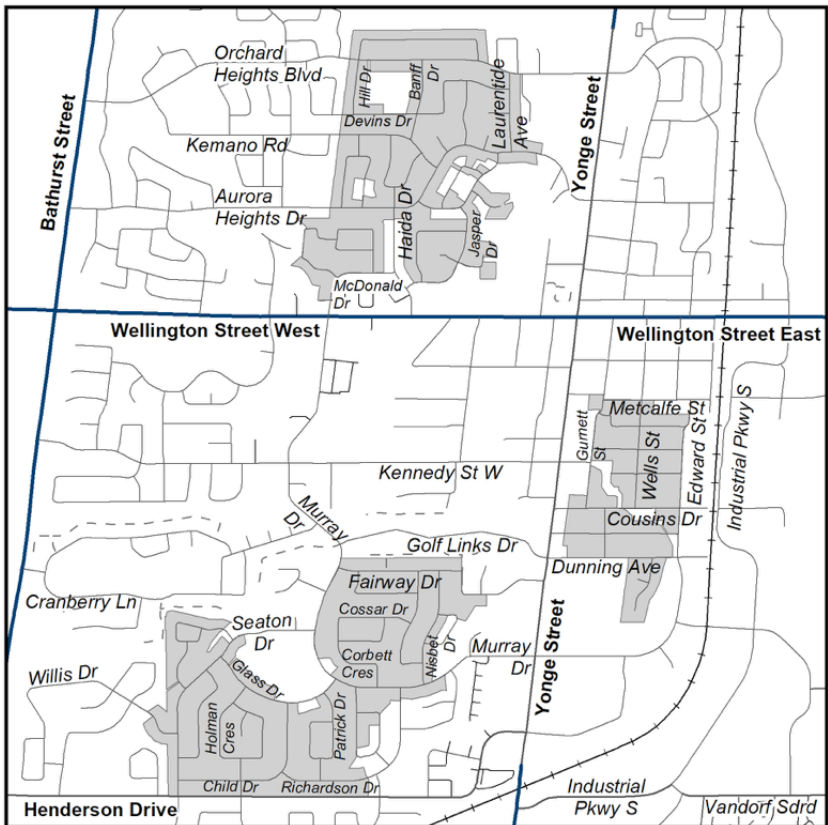 Orchard
Heights Blvd
Hill Dr
Banff
Dr
Laurentide
Ave
Devins Dr
Kemano Rd
Yonge Street
Bathurst Street
Aurora
Heights Dr
Haida Dr
Jasper
Dr
McDonald
Dr
Wellington Street West
Wellington Street East
Metcalfe St
Gurnett
St
Wells St
Edward St
Industrial Pkwy S
Kennedy St W
Murray
Dr
Cousins Dr
Golf Links Dr
Dunning Ave
Fairway Dr
Cranberry Ln
Cossar Dr
Seaton
Dr
Nisbet
Dr
Murray
Dr
Yonge Street
Corbett
Cres
Willis Dr
Glass Dr
Holman
Cres
Patrick Dr
Child Dr
Richardson Dr
Industrial
Pkwy S
Henderson Drive
Vandorf Sdrd